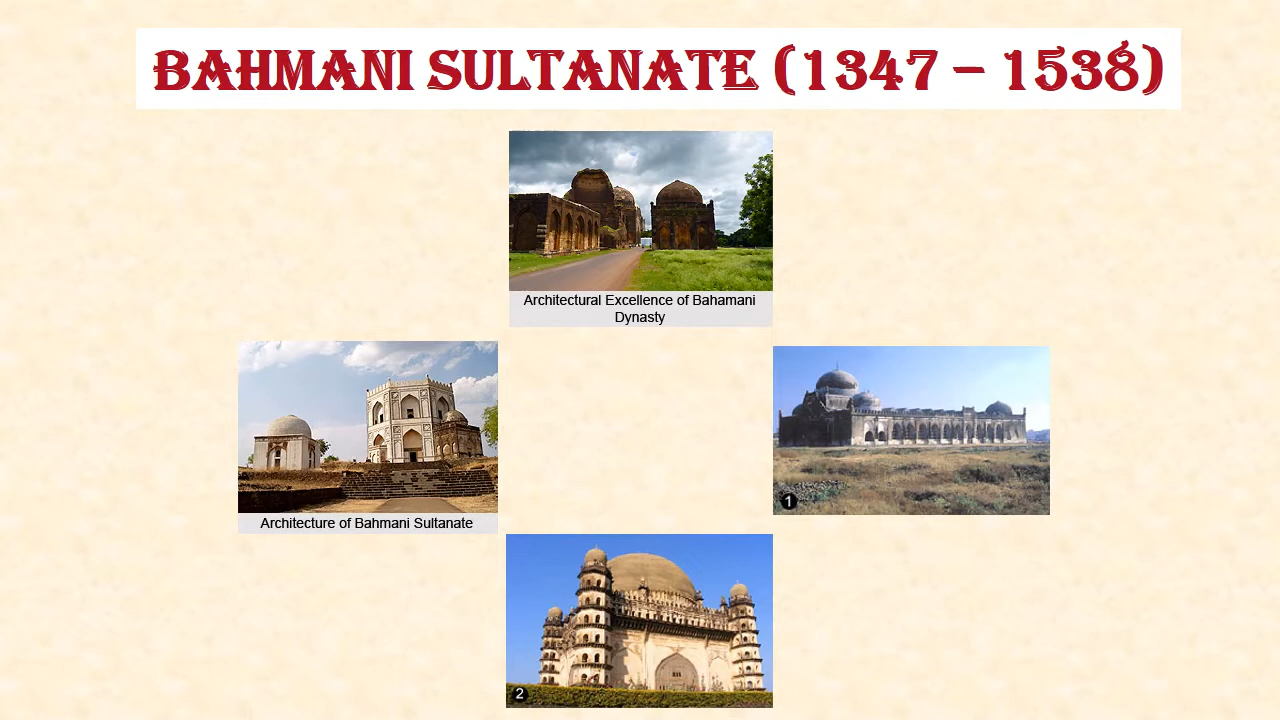 BAHMANI SULTANATE (1347 – 1538)
Architectural Excellence of Bahamani
Dynasty
Architecture of Bahmani Sultanate
1
2